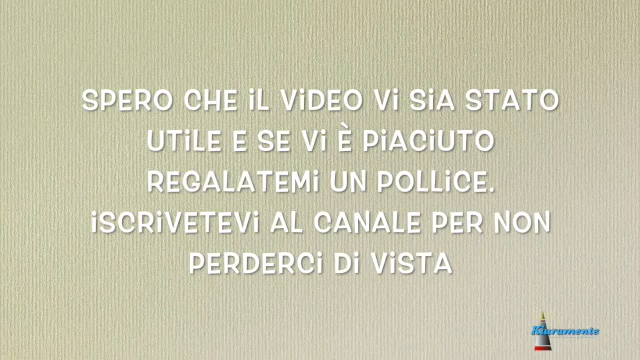 SPERO CHE iL ViDEO Vi SiA STATO
UTiLE E SE Vi È PiACiUTO
REGALATEMi UN POLLiCE.
iSCRiVETEVi AL CANALE PER NON
PERDERCi Di ViSTA
Kiaramente